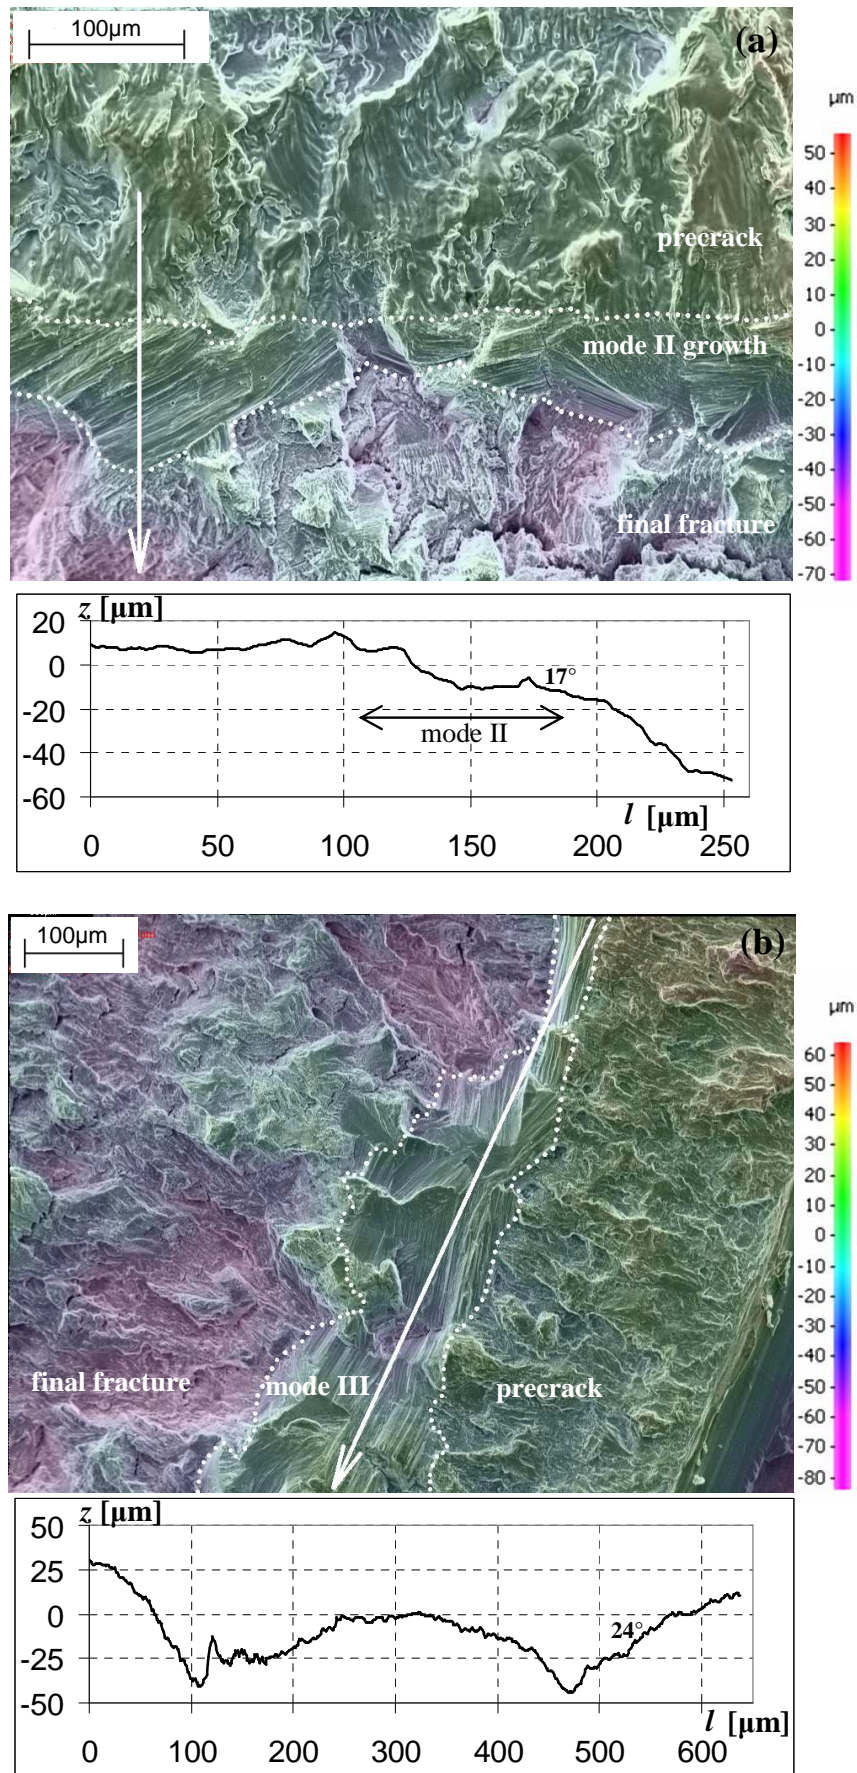 100µm
(a)
µm
precrack
mode II growth
final fracture
50
40
30
20
10
0
-10
-20
-30
-40
-50
-60
-70
z [µm]
20
0
-20
-40
-60
17°
mode II
l [µm]
0 50 100 150 200 250
100µm
(b)
µm
final fracture mode III precrack
60
50
40
30
20
10
0
-10
-20
-30
-40
-50
-60
-70
-80
z [µm]
50
25
0
-25
-50
24°
l [µm]
0 100 200 300 400 500 600